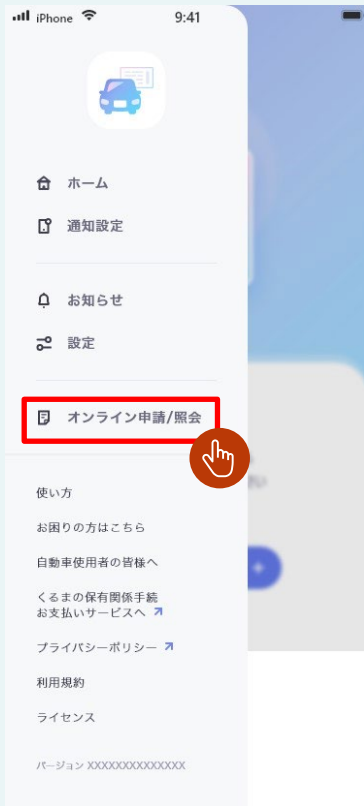 iPhone 9:41
ホーム
通知設定
お知らせ
設定
オンライン申請/照会
使い方
お困りの方はこちら
自動車使用者の皆様へ
くるまの保有関係手続
お支払いサービスへ
プライバシーポリシー
利用規約
ライセンス
バージョン XXXXXXXXXXXXXX